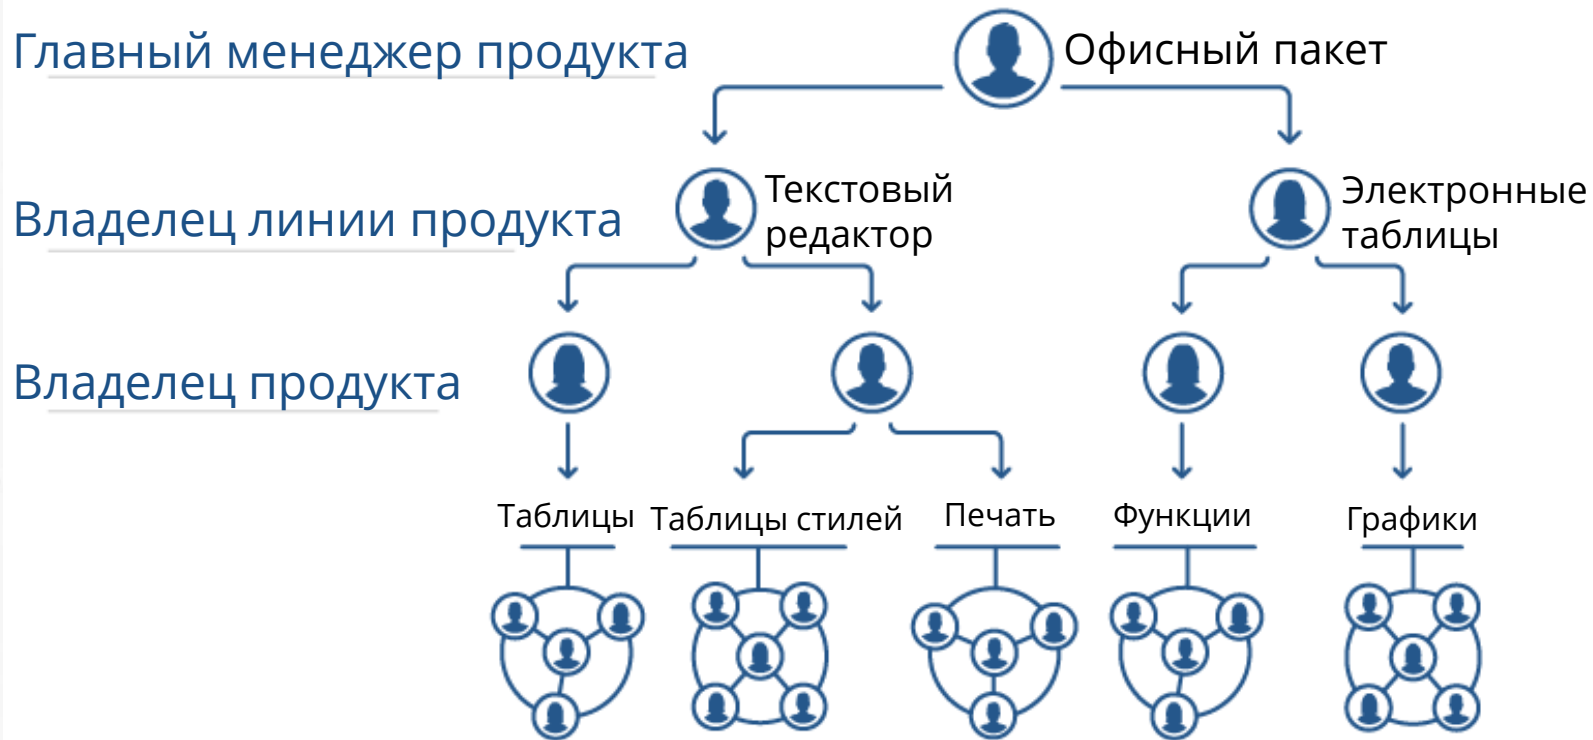 Главный менеджер продукта
Офисный пакет
Владелец линии продукта
Текстовый
редактор
Электронные
таблицы
Владелец продукта
Таблицы
Таблицы стилей
Печать
Функции
Графики